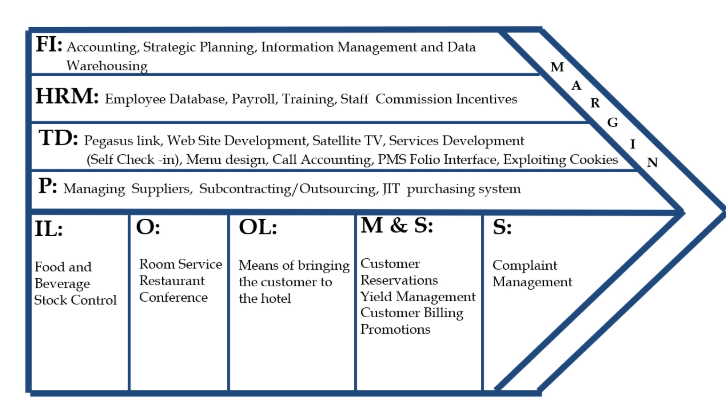 FI: Accounting, Strategic Planning, Information Management and Data
Warehousing
HRM: Employee Database, Payroll, Training, Staff Commission Incentives
TD: Pegasus link, Web Site Development, Satellite TV, Services Development
(Self Check -in), Menu design, Call Accounting, PMS Folio Interface, Exploiting Cookies
P: Managing Suppliers, Subcontracting/Outsourcing, JIT purchasing system
MARGIN
IL:
Food and
Beverage
Stock Control
O:
Room Service
Restaurant
Conference
OL:
Means of bringing
the customer to
the hotel
M & S:
Customer
Reservations
Yield Management
Customer Billing
Promotions
S:
Complaint
Management